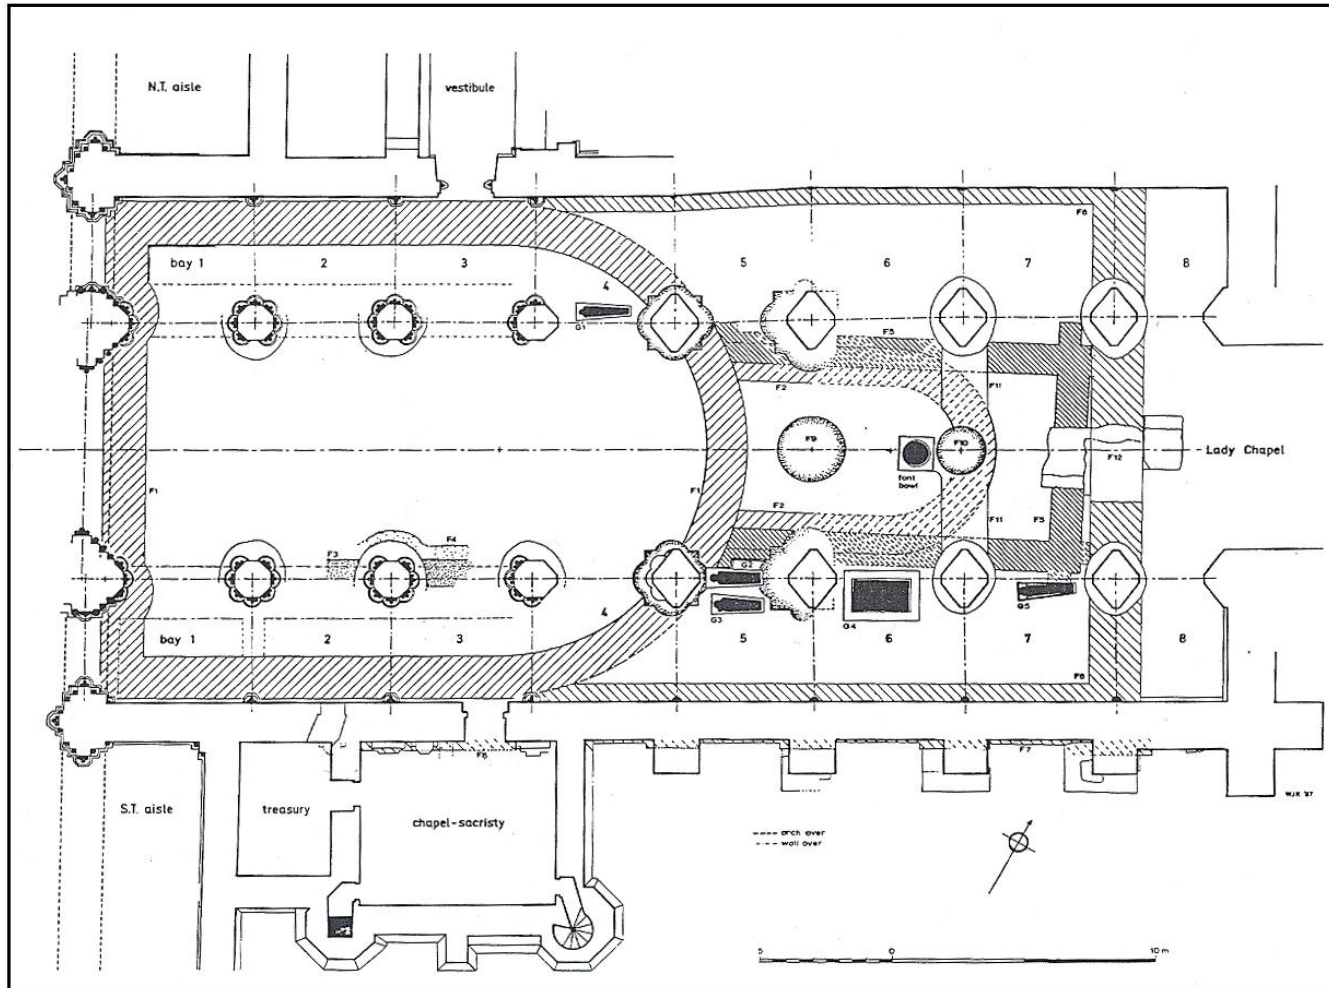 N.T. aisle
vestibule
F6
bay 1
2
3
4
5
6
7
8
G1
F5
F2
F11
F9
F10
font
bowl
F12
Lady Chapel
F1
F1
F2
F11
F5
F3
F4
G2
G3
G4
G5
4
bay 1
2
3
5
6
7
8
F6
F6
F7
WJR '87
S.T. aisle
treasury
chapel-sacristy
arch over
wall over
5
0
10 m